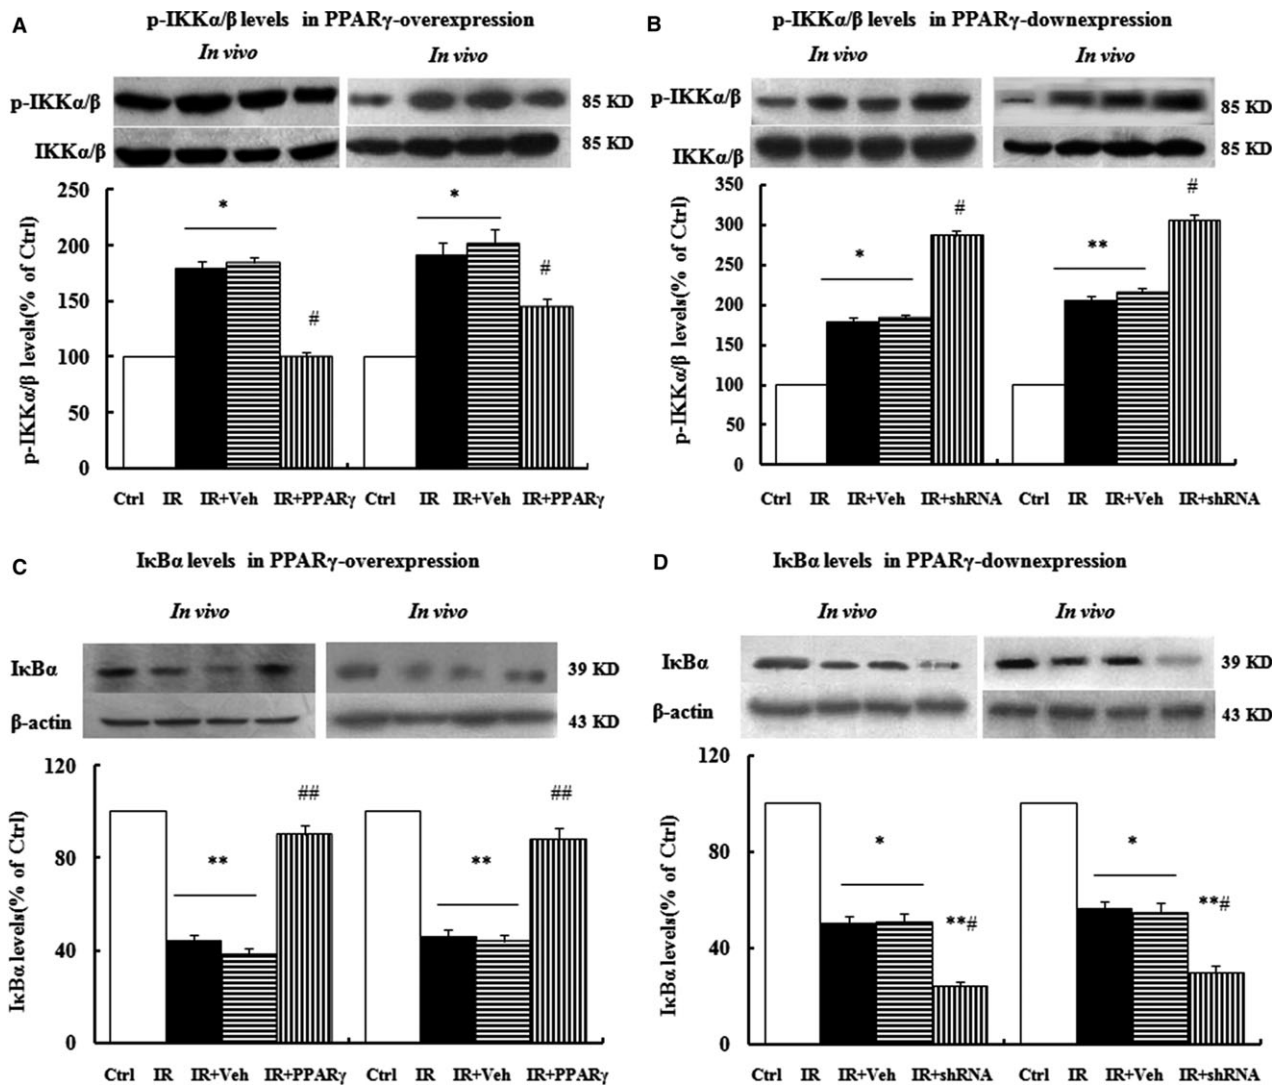 A
p-IKKα/β levels in PPARγ-overexpression
In vivo
In vivo
p-IKKα/β
85 KD
IKKα/β
85 KD
p-IKKα/β levels(% of Ctrl)
250
200
150
100
50
0
*
#
*
#
Ctrl IR IR+Veh IR+PPARγ Ctrl IR IR+Veh IR+PPARγ
B
p-IKKα/β levels in PPARγ-downexpression
In vivo
In vivo
p-IKKα/β
85 KD
IKKα/β
85 KD
p-IKKα/β levels(% of Ctrl)
350
300
250
200
150
100
50
0
*
#
**
#
Ctrl IR IR+Veh IR+shRNA Ctrl IR IR+Veh IR+shRNA
C
IκBα levels in PPARγ-overexpression
In vivo
In vivo
IκBα
39 KD
β-actin
43 KD
IκBα levels(% of Ctrl)
120
80
40
0
**
##
**
##
Ctrl IR IR+Veh IR+PPARγ Ctrl IR IR+Veh IR+PPARγ
D
IκBα levels in PPARγ-downexpression
In vivo
In vivo
IκBα
39 KD
β-actin
43 KD
IκBα levels(% of Ctrl)
120
80
40
0
*
**#
*
**#
Ctrl IR IR+Veh IR+shRNA Ctrl IR IR+Veh IR+shRNA